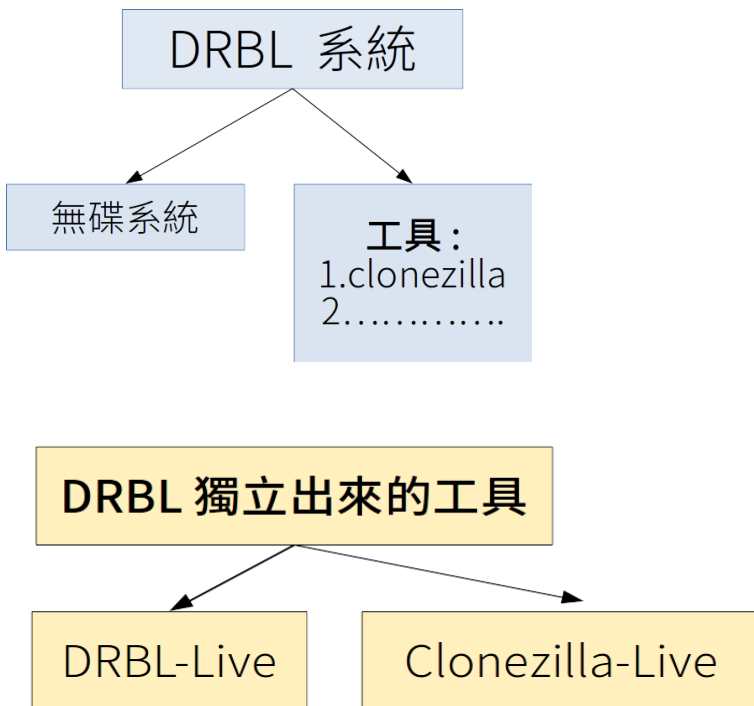 DRBL 系統
無碟系統
工具 :
1.clonezilla
2.............
DRBL 獨立出來的工具
DRBL-Live
Clonezilla-Live